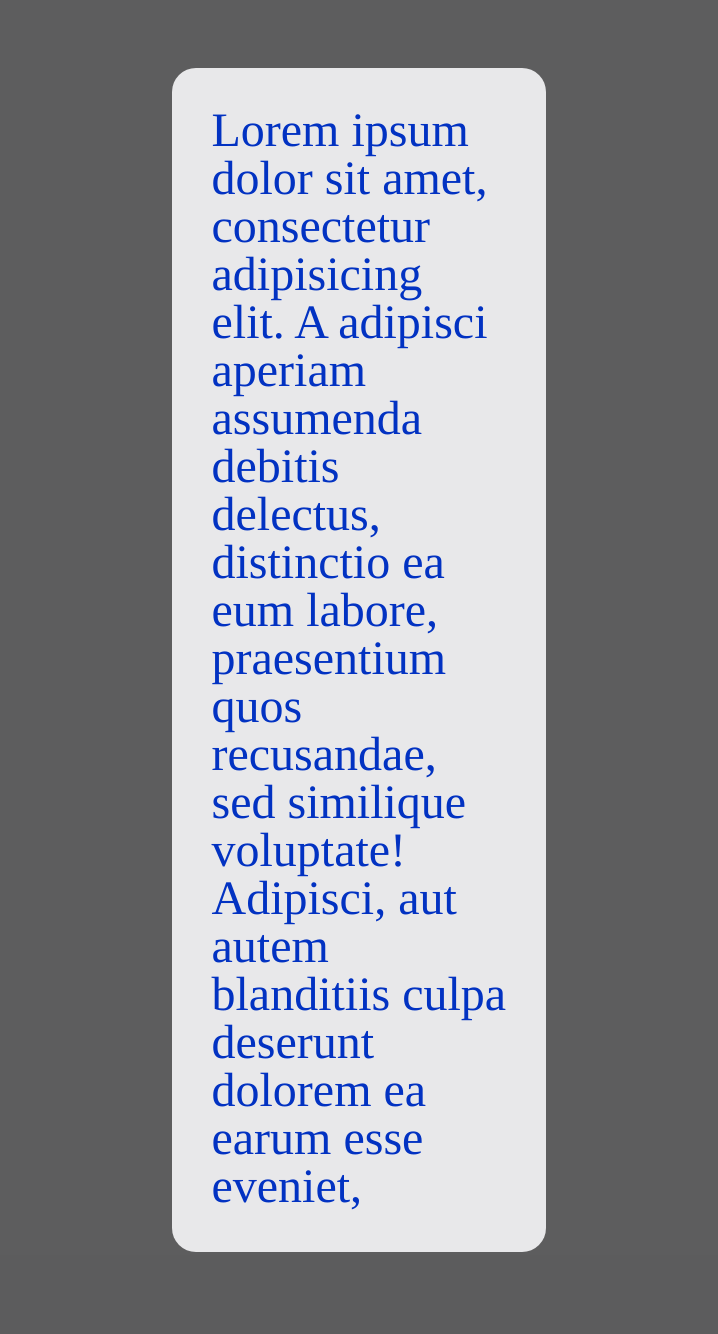 Lorem ipsum
dolor sit amet,
consectetur
adipisicing
elit. A adipisci
aperiam
assumenda
debitis
delectus,
distinctio ea
eum labore,
praesentium
quos
recusandae,
sed similique
voluptate!
Adipisci, aut
autem
blanditiis culpa
deserunt
dolorem ea
earum esse
eveniet,